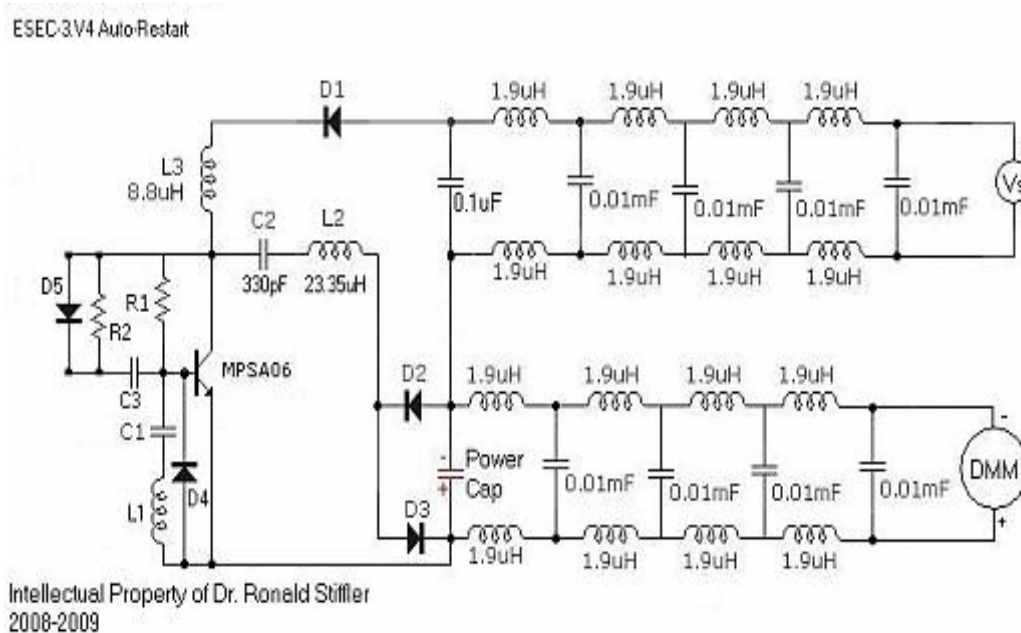 ESEC-3.V4 Auto-Restart
D1
1.9uH 1.9uH 1.9uH 1.9uH
L3
8.8uH
0.1uF 0.01mF 0.01mF 0.01mF 0.01mF
Vs
C2 L2
330pF 23.35uH
1.9uH 1.9uH 1.9uH 1.9uH
D5 R2 R1
MPSA06
C3
C1
L1
D4
D2
1.9uH 1.9uH 1.9uH 1.9uH
- Power
+ Cap
0.01mF 0.01mF 0.01mF 0.01mF
-
DMM
+
D3
1.9uH 1.9uH 1.9uH 1.9uH
Intellectual Property of Dr. Ronald Stiffler
2008-2009